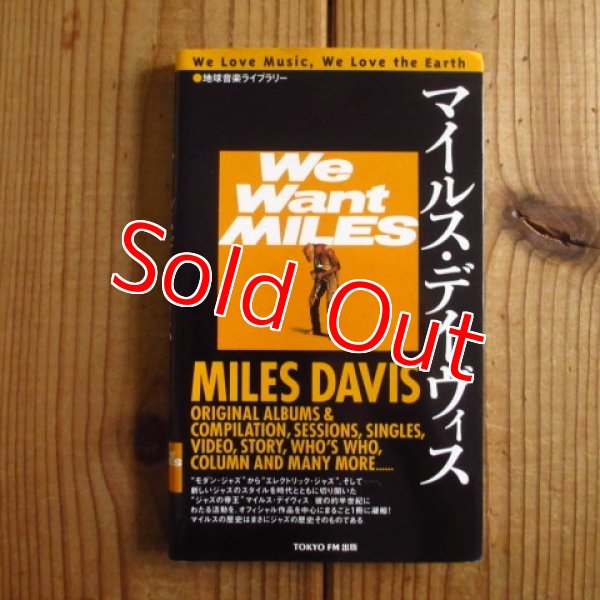 We Love Music, We Love the Earth
●地球音楽ライブラリー
マイルス・デイヴィス
We
Want
MILES
Sold Out
MILES DAVIS
ORIGINAL ALBUMS &
COMPILATION, SESSIONS, SINGLES,
VIDEO, STORY, WHO'S WHO,
COLUMN AND MANY MORE......
"モダン・ジャズ"から"エレクトリック・ジャズ"、そして
新しいジャズのスタイルを時代とともに切り開いた
"ジャズの帝王"マイルス・デイヴィス 彼の約半世紀に
わたる活動を、オフィシャル作品を中心にまるごと1冊に凝縮!
マイルスの歴史はまさにジャズの歴史そのものである
TOKYO FM 出版